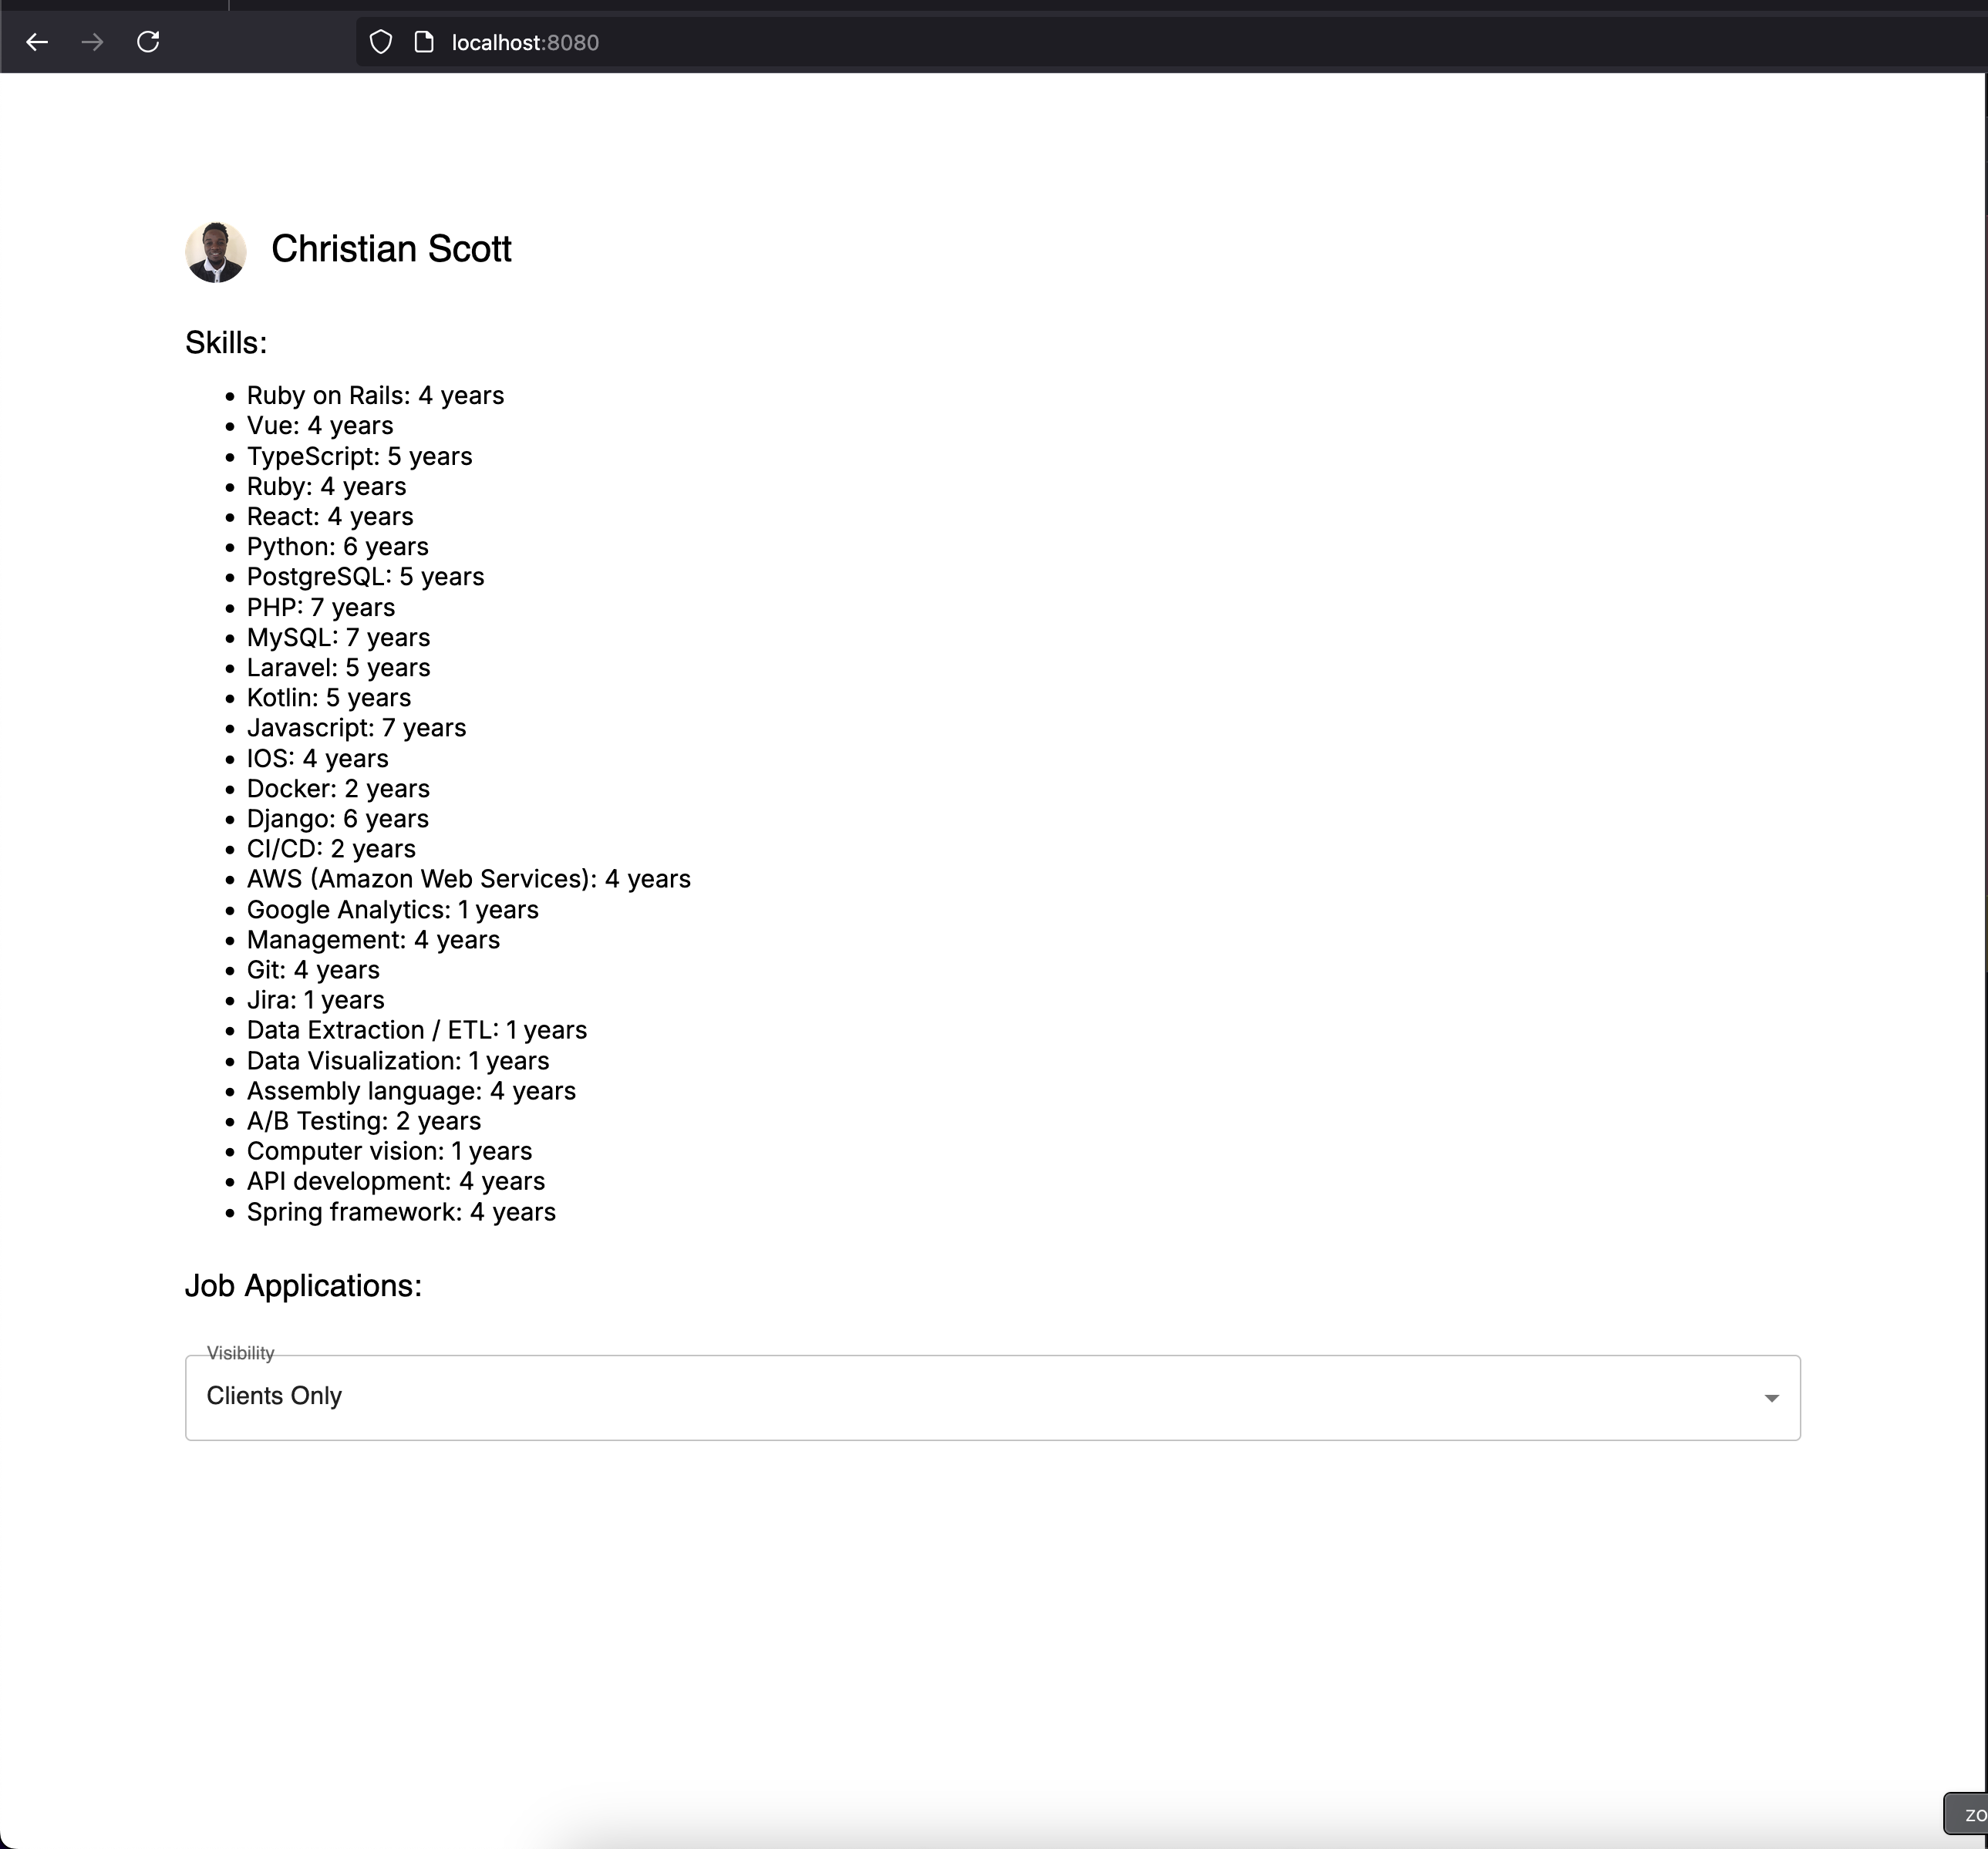 localhost:8080
Christian Scott
Skills:
Ruby on Rails: 4 years
Vue: 4 years
TypeScript: 5 years
Ruby: 4 years
React: 4 years
Python: 6 years
PostgreSQL: 5 years
PHP: 7 years
MySQL: 7 years
Laravel: 5 years
Kotlin: 5 years
Javascript: 7 years
IOS: 4 years
Docker: 2 years
Django: 6 years
CI/CD: 2 years
AWS (Amazon Web Services): 4 years
Google Analytics: 1 years
Management: 4 years
Git: 4 years
Jira: 1 years
Data Extraction / ETL: 1 years
Data Visualization: 1 years
Assembly language: 4 years
A/B Testing: 2 years
Computer vision: 1 years
API development: 4 years
Spring framework: 4 years
Job Applications:
Visibility
Clients Only